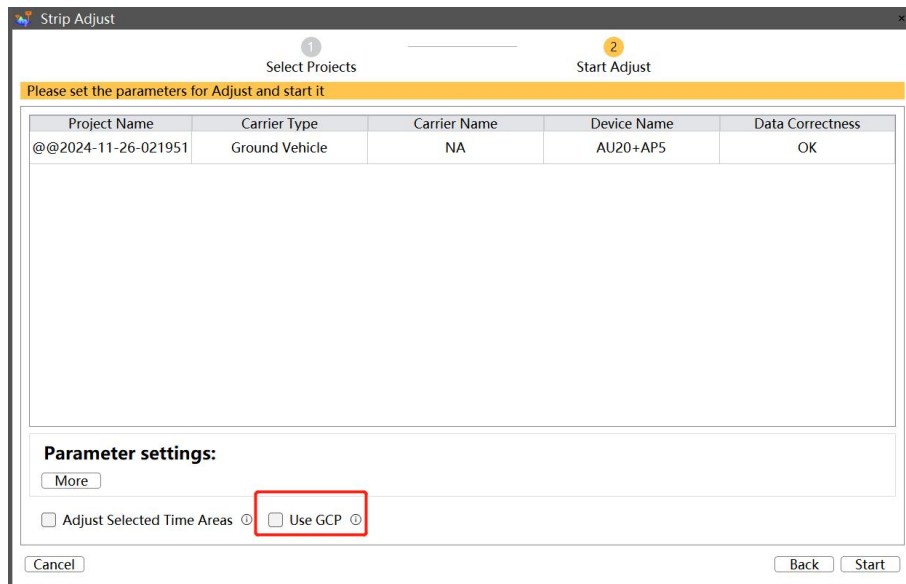 Strip Adjust
1 2
Select Projects Start Adjust
Please set the parameters for Adjust and start it
Project Name Carrier Type Carrier Name Device Name Data Correctness
@@2024-11-26-021951 Ground Vehicle NA AU20+AP5 OK
Parameter settings:
More
Adjust Selected Time Areas Use GCP
Cancel Back Start